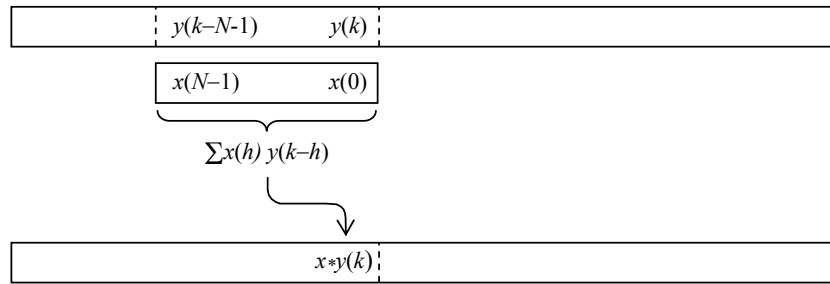 y(k–N-1) y(k)
x(N–1) x(0)
∑x(h) y(k–h)
x*y(k)